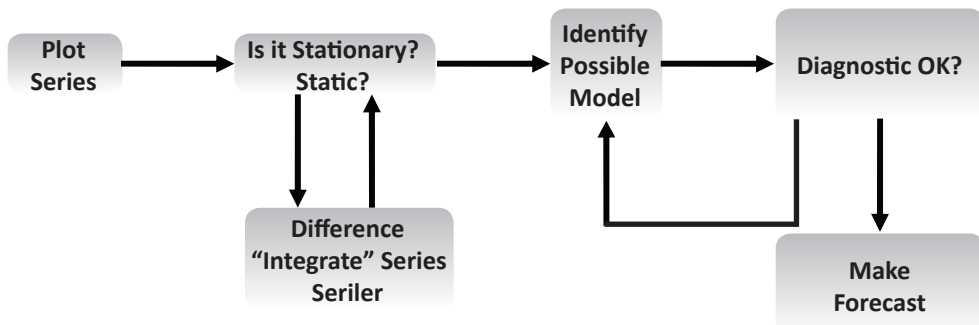 Plot
Series
Is it Stationary?
Static?
Identify
Possible
Model
Diagnostic OK?
Difference
“Integrate” Series
Seriler
Make
Forecast